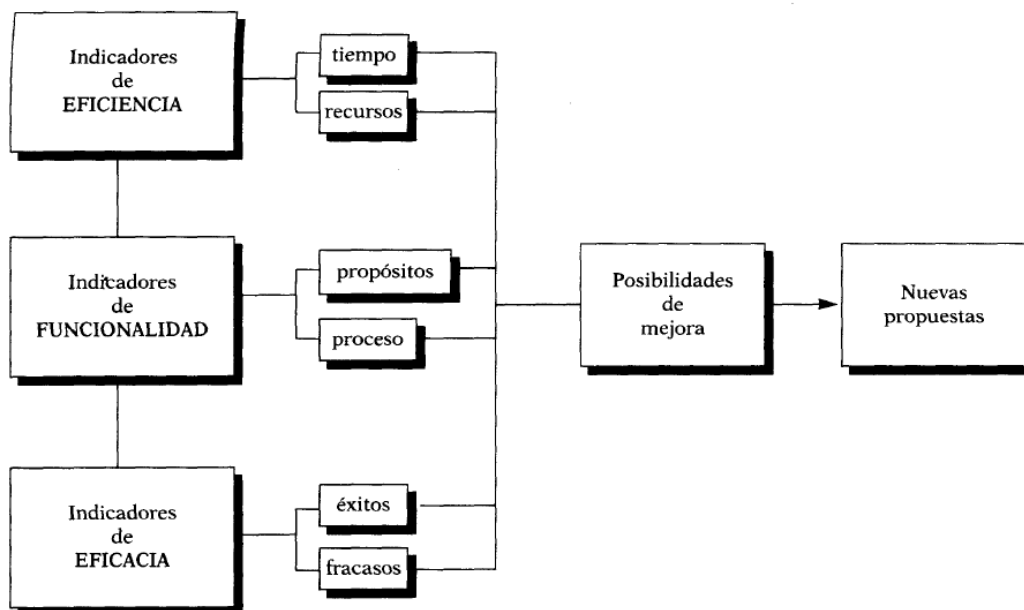 Indicadores
de
EFICIENCIA
tiempo
recursos
Indicadores
de
FUNCIONALIDAD
propósitos
proceso
Indicadores
de
EFICACIA
éxitos
fracasos
Posibilidades
de
mejora
Nuevas
propuestas